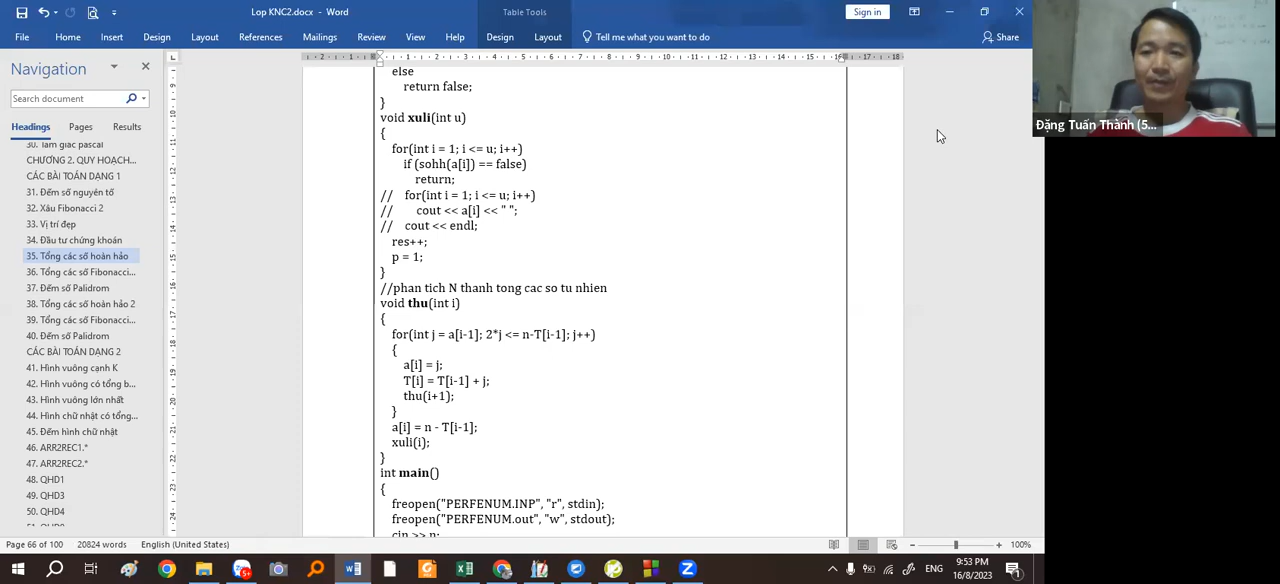 Lop KNC2.docx - Word
Table Tools
Sign in
File Home Insert Design Layout References Mailings Review View Help Design Layout Tell me what you want to do Share
Navigation
Search document
Headings Pages Results
30. Tam giác pascal
CHƯƠNG 2. QUY HOẠCH...
CÁC BÀI TOÁN DẠNG 1
31. Đếm số nguyên tố
32. Xâu Fibonacci 2
33. Vị trí đẹp
34. Đầu tư chứng khoán
35. Tổng các số hoàn hảo
36. Tổng các số Fibonacci...
37. Đếm số Palidrom
38. Tổng các số hoàn hảo 2
39. Tổng các số Fibonacci...
40. Đếm số Palidrom
CÁC BÀI TOÁN DẠNG 2
41. Hình vuông cạnh K
42. Hình vuông có tổng b...
43. Hình vuông lớn nhất
44. Hình chữ nhật có tổng...
45. Đếm hình chữ nhật
46. ARR2REC1.*
47. ARR2REC2.*
48. QHD1
49. QHD3
50. QHD4
else
return false;
}
void xuli(int u)
{
for(int i = 1; i <= u; i++)
if (sohh(a[i]) == false)
return;
// for(int i = 1; i <= u; i++)
// cout << a[i] << " ";
// cout << endl;
res++;
p = 1;
}
//phan tich N thanh tong cac so tu nhien
void thu(int i)
{
for(int j = a[i-1]; 2*j <= n-T[i-1]; j++)
{
a[i] = j;
T[i] = T[i-1] + j;
thu(i+1);
}
a[i] = n - T[i-1];
xuli(i);
}
int main()
{
freopen("PERFENUM.INP", "r", stdin);
freopen("PERFENUM.out", "w", stdout);
cin >> n;
Đặng Tuấn Thành (5...
Page 66 of 100 20824 words English (United States) 100%
ENG
9:53 PM
16/8/2023